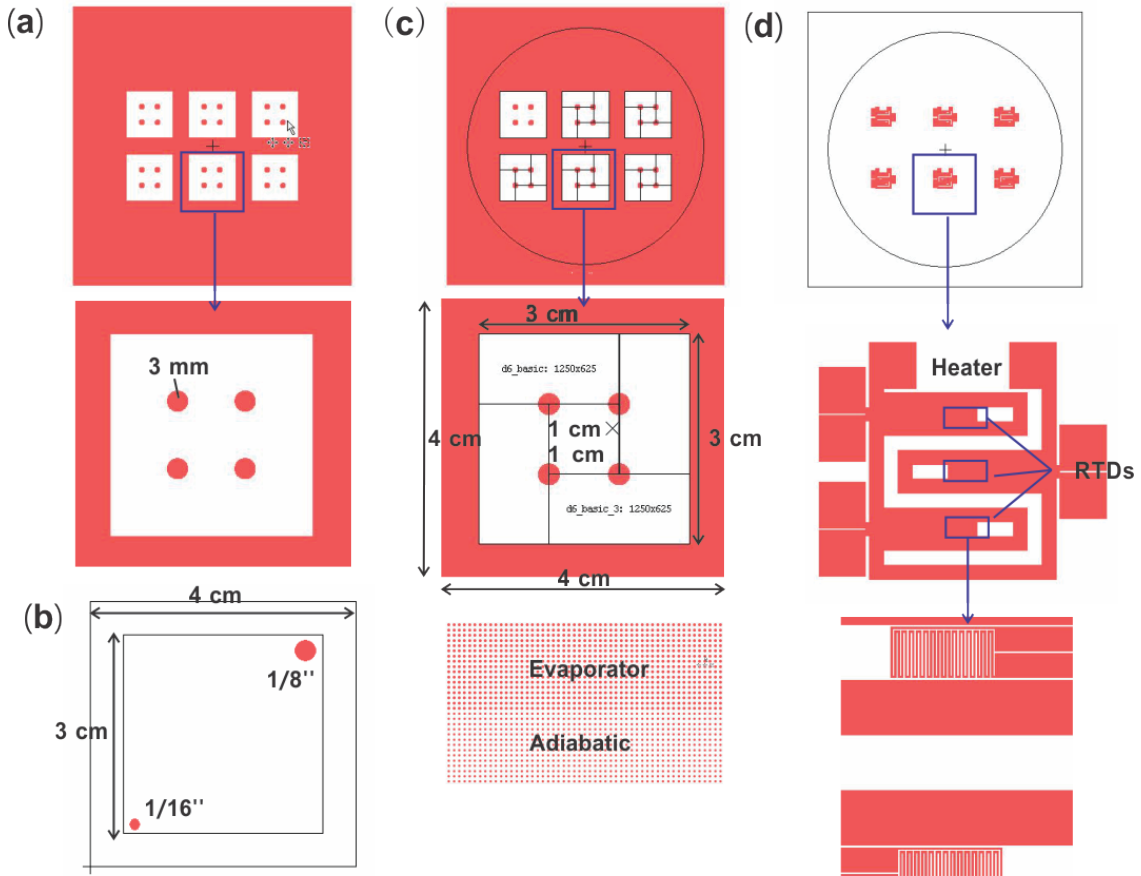 (a)
3 mm
(b)
4 cm
3 cm
1/8''
1/16''
(c)
3 cm
d6_basic: 1250x625
4 cm
1 cm
1 cm
3 cm
d6_basic_3: 1250x625
4 cm
Evaporator
Adiabatic
(d)
Heater
RTDs